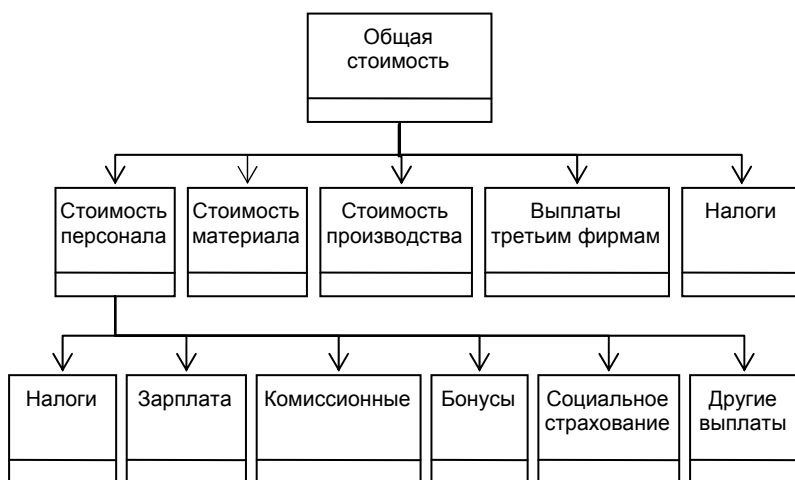 Общая
стоимость
Стоимость
персонала
Стоимость
материала
Стоимость
производства
Выплаты
третьим фирмам
Налоги
Налоги
Зарплата
Комиссионные
Бонусы
Социальное
страхование
Другие
выплаты